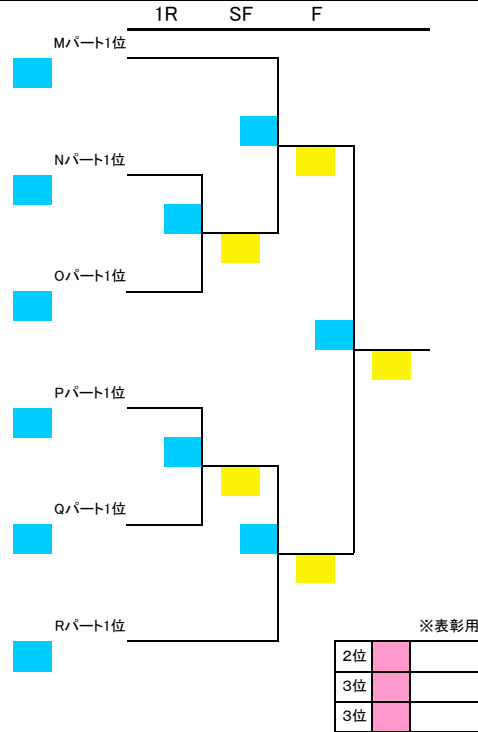 1R SF F
Mパート1位
Nパート1位
Oパート1位
Pパート1位
Qパート1位
Rパート1位
※表彰用
2位
3位
3位